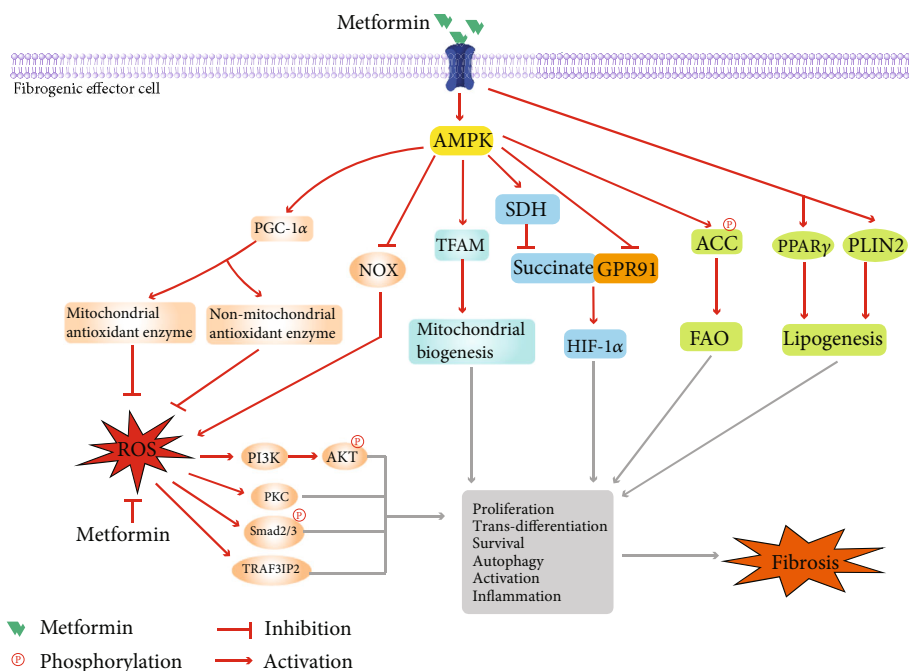 Metformin
Fibrogenic effector cell
AMPK
PGC-1α
NOX
TFAM
SDH
Succinate
GPR91
P
ACC
PPARγ
PLIN2
Mitochondrial
antioxidant enzyme
Non-mitochondrial
antioxidant enzyme
Mitochondrial
biogenesis
HIF-1α
FAO
Lipogenesis
ROS
PI3K
P
AKT
PKC
P
Smad2/3
TRAF3IP2
Metformin
Proliferation
Trans-differentiation
Survival
Autophagy
Activation
Inflammation
Fibrosis
Metformin
Inhibition
P Phosphorylation
Activation